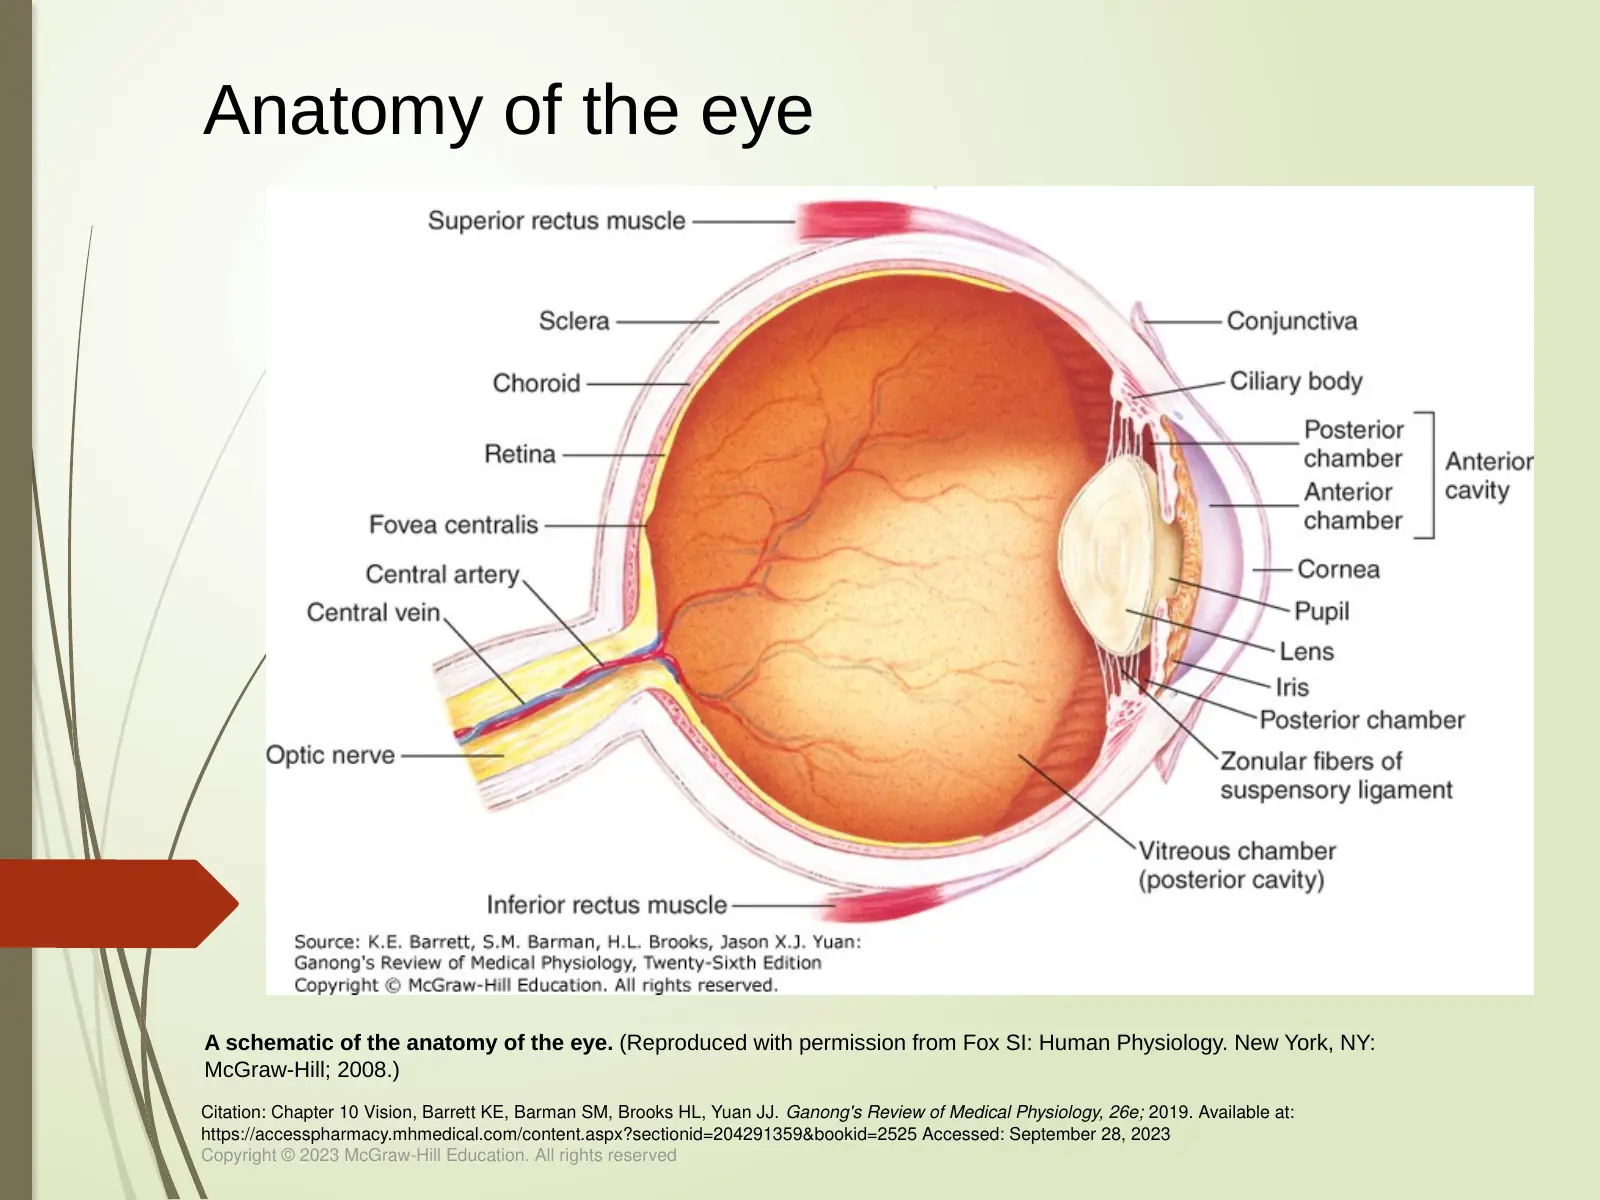 Anatomy of the eye
Superior rectus muscle
Sclera
Choroid
Retina
Fovea centralis
Central artery
Central vein
Optic nerve
Inferior rectus muscle
Conjunctiva
Ciliary body
Posterior
chamber
Anterior
chamber
Anterior
cavity
Cornea
Pupil
Lens
Iris
Posterior chamber
Zonular fibers of
suspensory ligament
Vitreous chamber
(posterior cavity)
Source: K.E. Barrett, S.M. Barman, H.L. Brooks, Jason X.J. Yuan:
Ganong's Review of Medical Physiology, Twenty-Sixth Edition
Copyright © McGraw-Hill Education. All rights reserved.
A schematic of the anatomy of the eye. (Reproduced with permission from Fox SI: Human Physiology. New York, NY:
McGraw-Hill; 2008.)
Citation: Chapter 10 Vision, Barrett KE, Barman SM, Brooks HL, Yuan JJ. Ganong's Review of Medical Physiology, 26e; 2019. Available at:
https://accesspharmacy.mhmedical.com/content.aspx?sectionid=204291359&bookid=2525 Accessed: September 28, 2023
Copyright © 2023 McGraw-Hill Education. All rights reserved